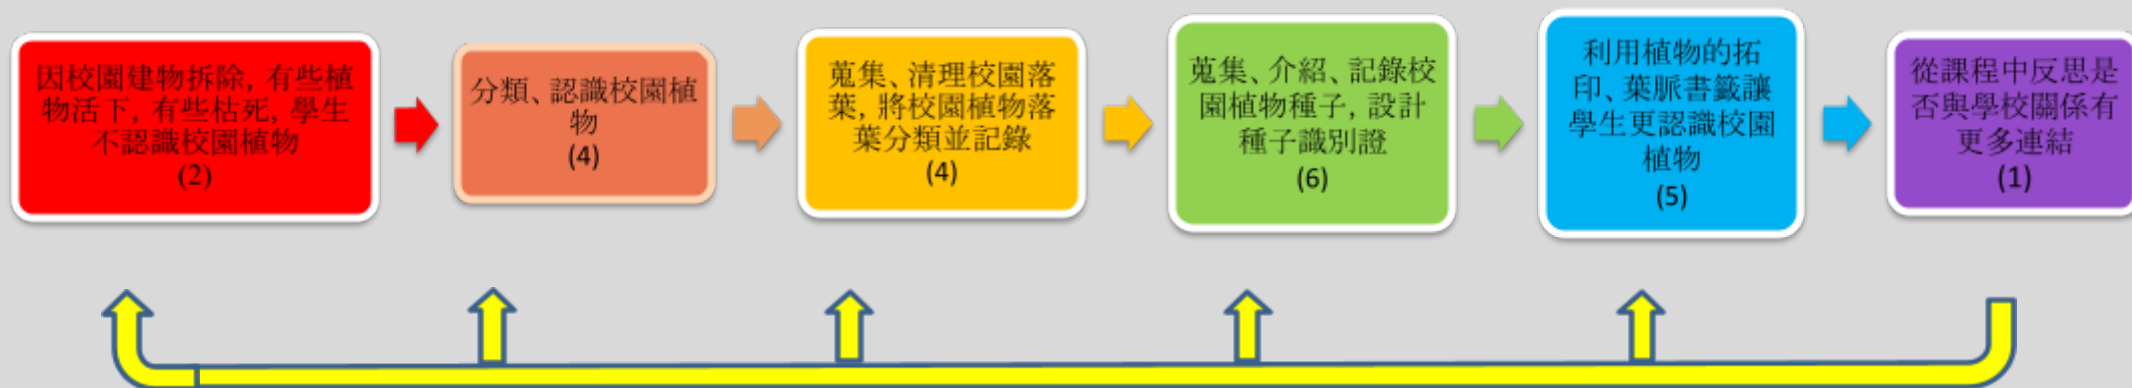 因校園建物拆除, 有些植
物活下, 有些枯死, 學生
不認識校園植物
(2)
分類、認識校園植
物
(4)
蒐集、清理校園落
葉, 將校園植物落
葉分類並記錄
(4)
蒐集、介紹、記錄校
園植物種子, 設計
種子識別證
(6)
利用植物的拓
印、葉脈書籤讓
學生更認識校園
植物
(5)
從課程中反思是
否與學校關係有
更多連結
(1)